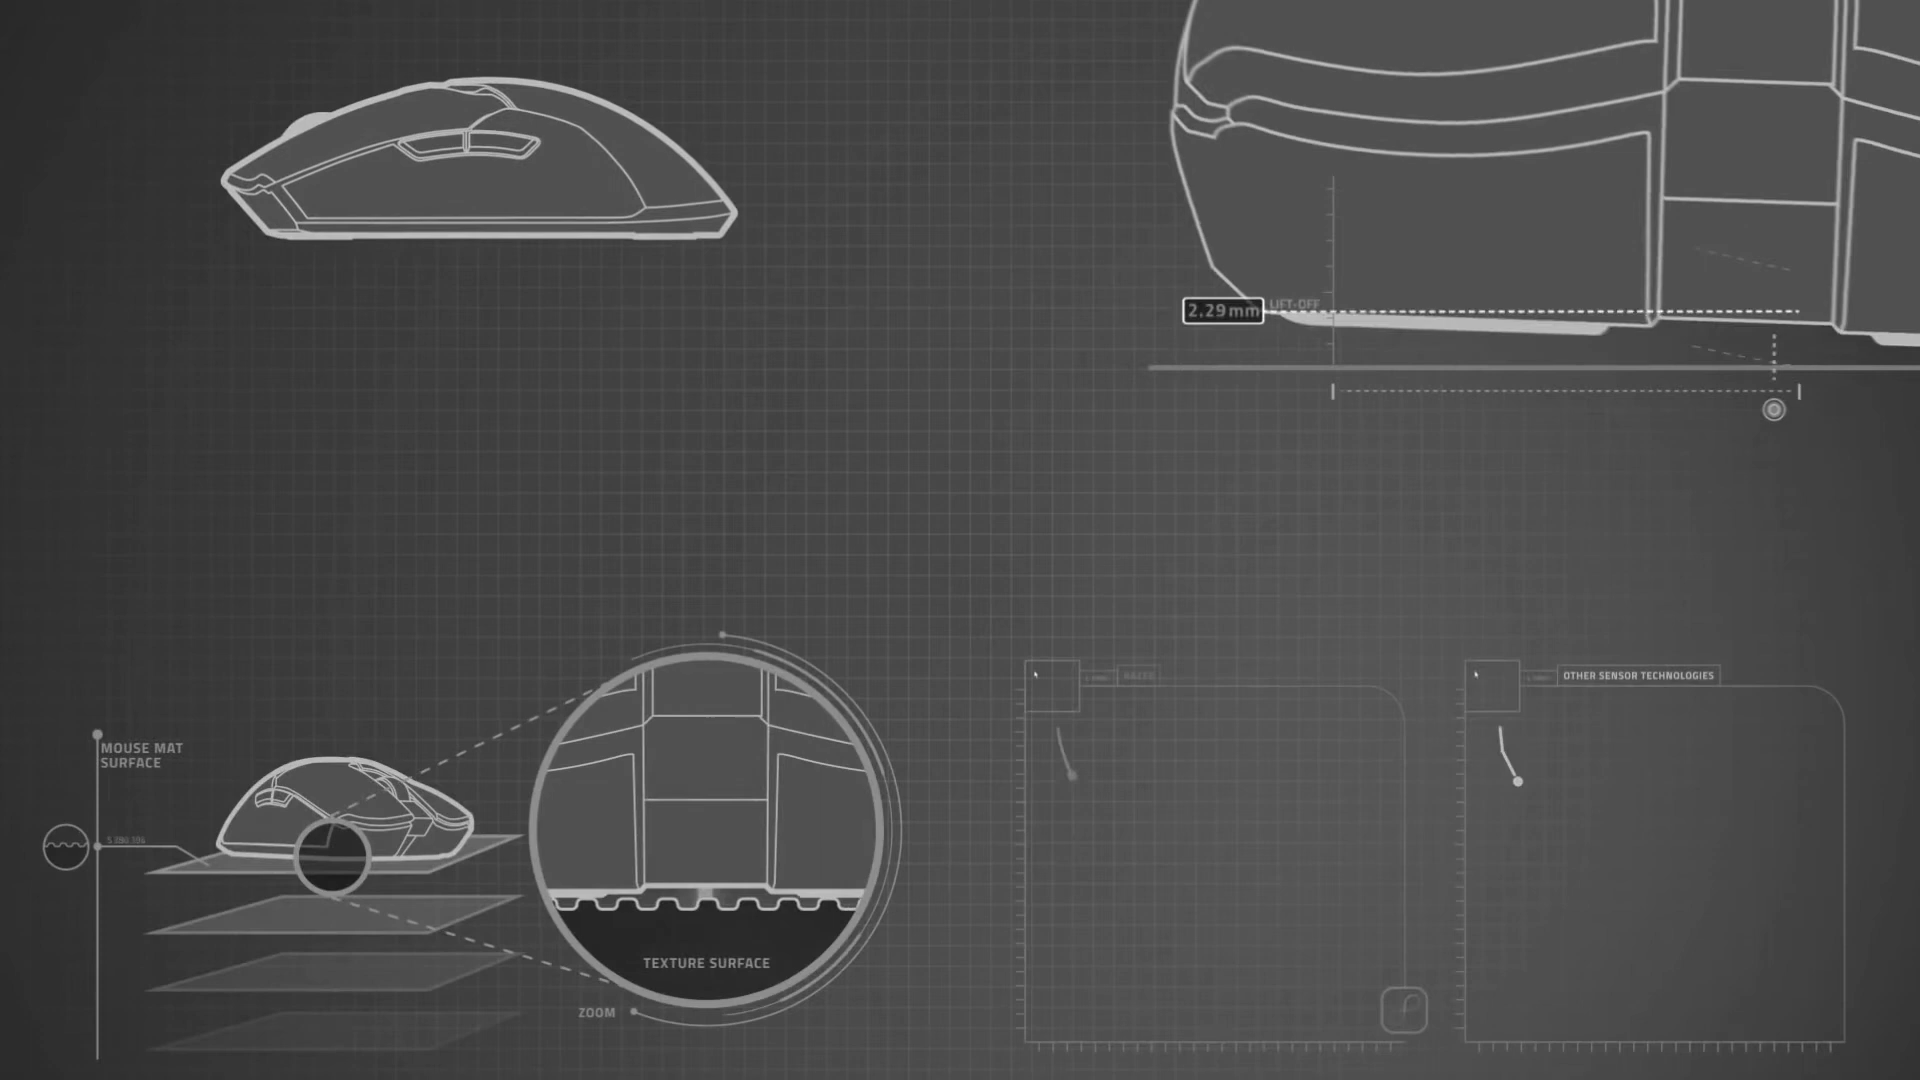 2.29mm
LIFT-OFF
OTHER SENSOR TECHNOLOGIES
MOUSE MAT
SURFACE
TEXTURE SURFACE
ZOOM